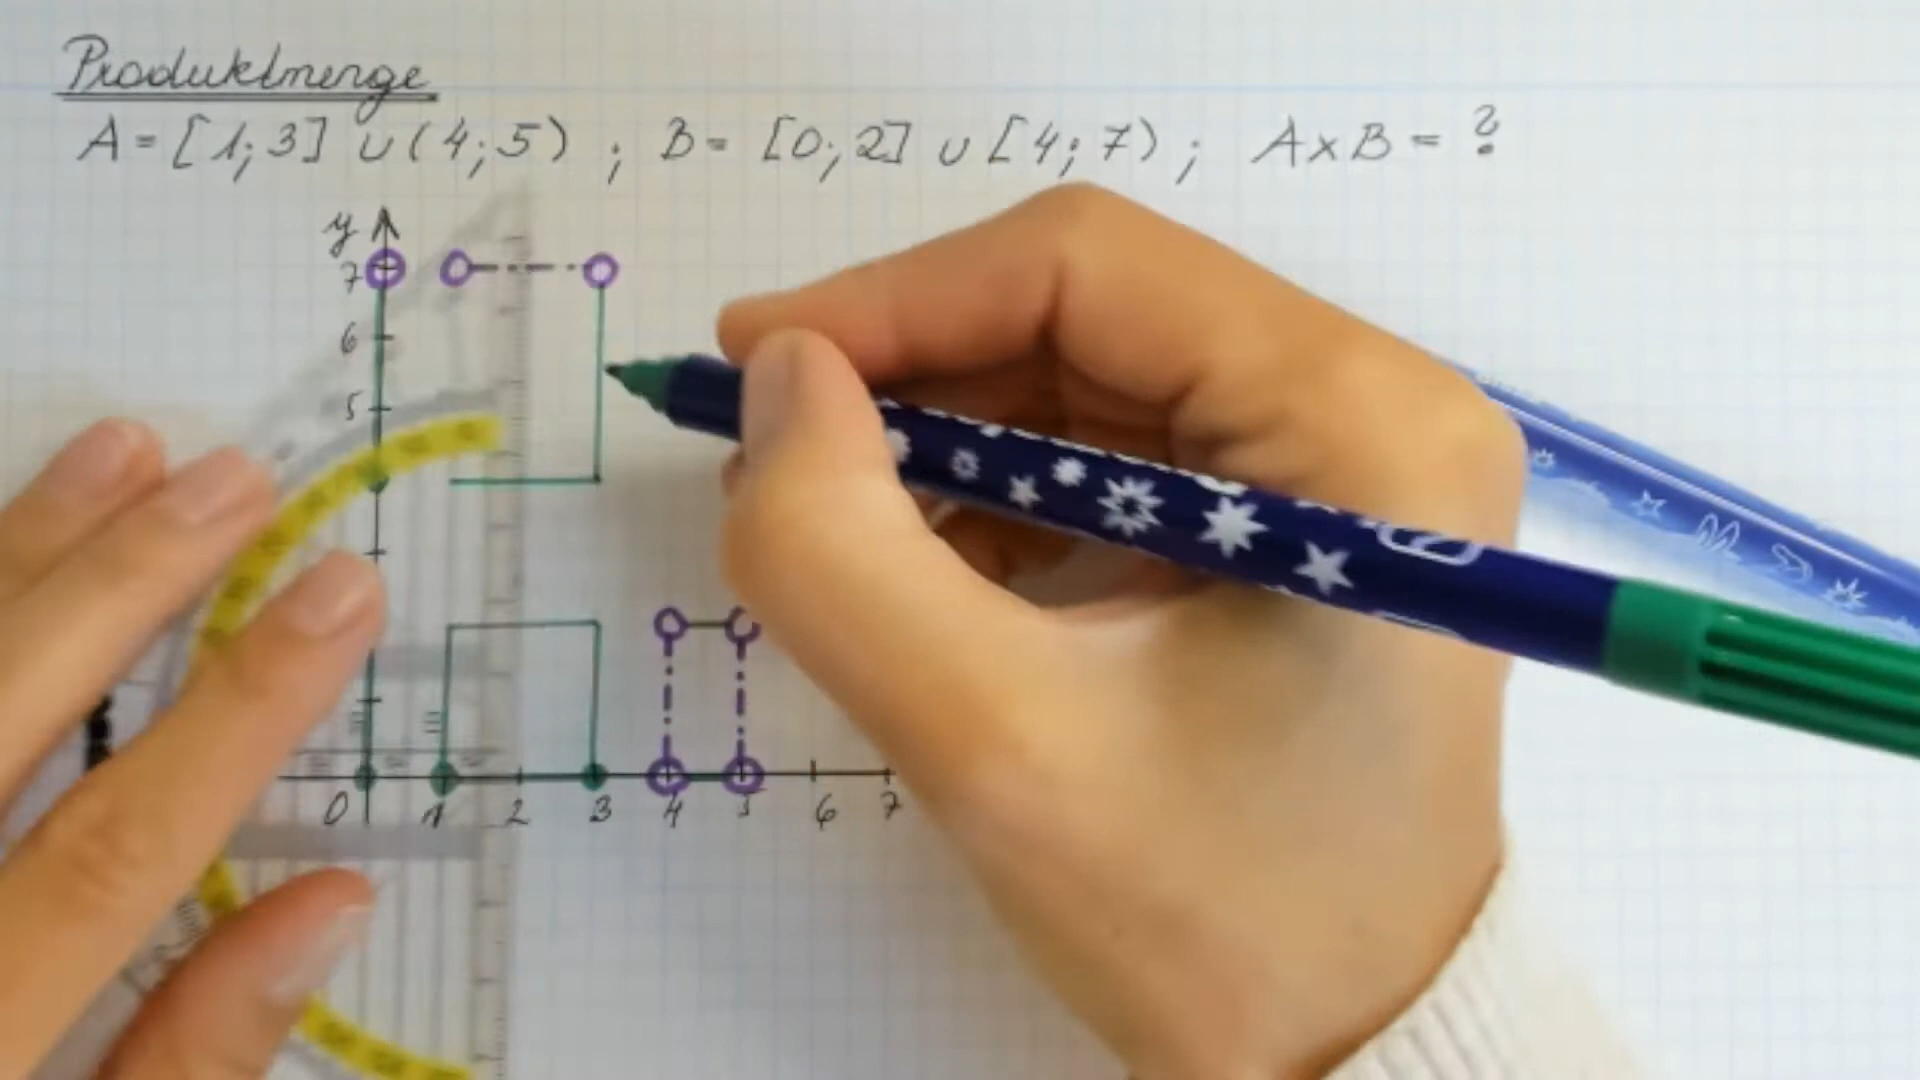 Produktmenge
A = [1; 3] ∪ (4; 5) ; B = [0; 2] ∪ [4; 7) ; A x B = ?
y
7
6
5
0 1 2 3 4 5 6 7